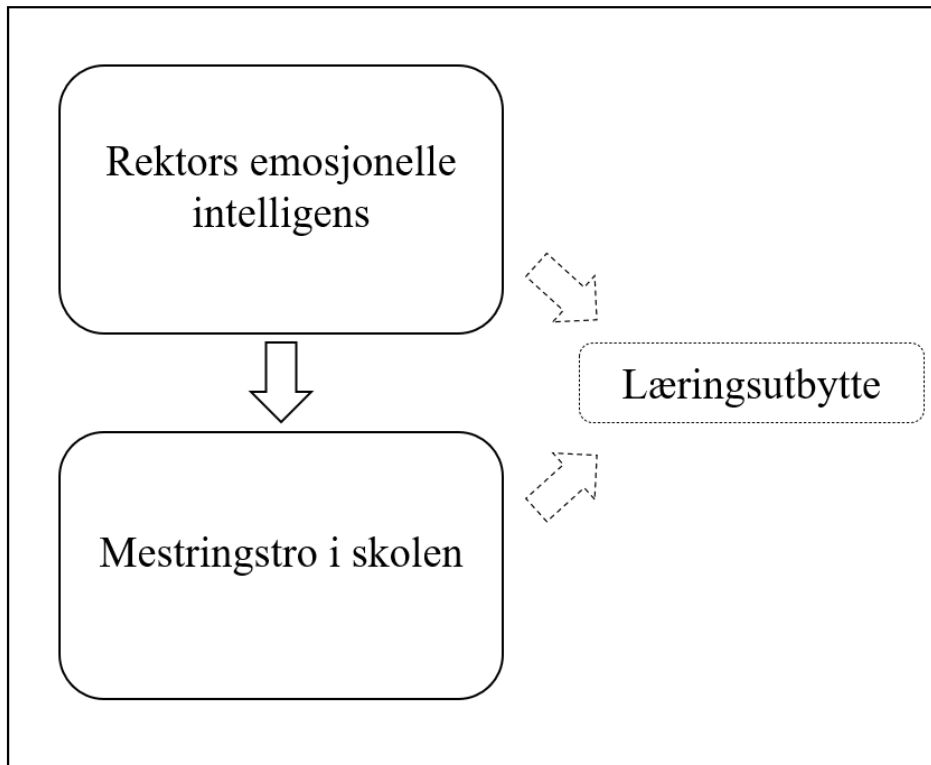 Rektors emosjonelle
intelligens
Læringsutbytte
Mestringstro i skolen